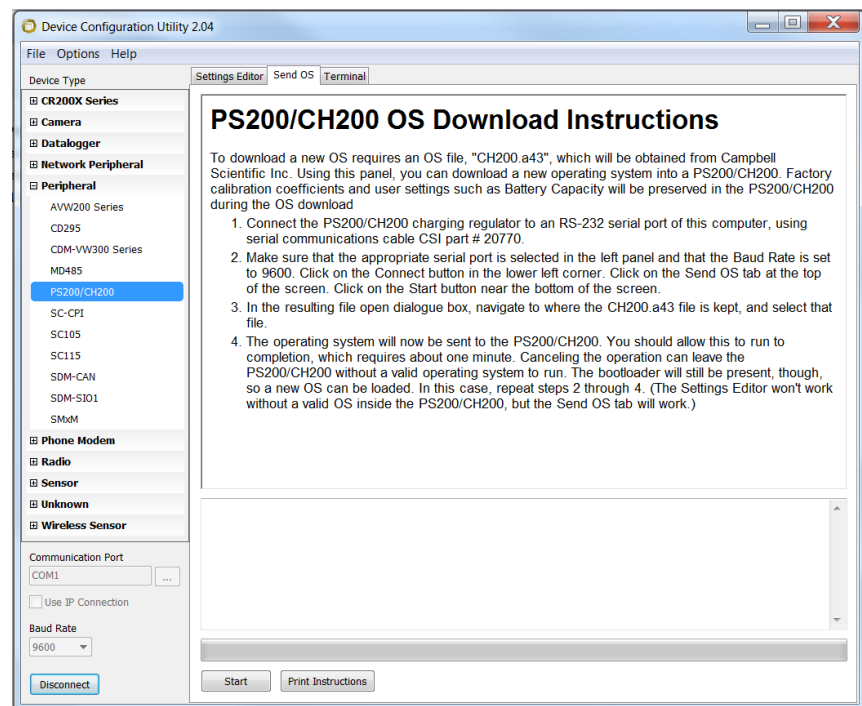 Device Configuration Utility 2.04
File Options Help
Device Type
CR200X Series
Camera
Datalogger
Network Peripheral
Peripheral
AVW200 Series
CD295
CDM-VW300 Series
MD485
PS200/CH200
SC-CPI
SC105
SC115
SDM-CAN
SDM-SIO1
SMxM
Phone Modem
Radio
Sensor
Unknown
Wireless Sensor
Communication Port
COM1
...
Use IP Connection
Baud Rate
9600
Disconnect
Settings Editor Send OS Terminal
PS200/CH200 OS Download Instructions
To download a new OS requires an OS file, "CH200.a43", which will be obtained from Campbell
Scientific Inc. Using this panel, you can download a new operating system into a PS200/CH200. Factory
calibration coefficients and user settings such as Battery Capacity will be preserved in the PS200/CH200
during the OS download
1. Connect the PS200/CH200 charging regulator to an RS-232 serial port of this computer, using
serial communications cable CSI part # 20770.
2. Make sure that the appropriate serial port is selected in the left panel and that the Baud Rate is set
to 9600. Click on the Connect button in the lower left corner. Click on the Send OS tab at the top
of the screen. Click on the Start button near the bottom of the screen.
3. In the resulting file open dialogue box, navigate to where the CH200.a43 file is kept, and select that
file.
4. The operating system will now be sent to the PS200/CH200. You should allow this to run to
completion, which requires about one minute. Canceling the operation can leave the
PS200/CH200 without a valid operating system to run. The bootloader will still be present, though,
so a new OS can be loaded. In this case, repeat steps 2 through 4. (The Settings Editor won't work
without a valid OS inside the PS200/CH200, but the Send OS tab will work.)
Start Print Instructions